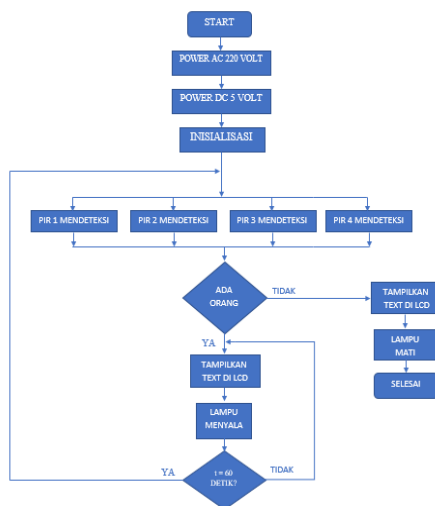 START
POWER AC 220 VOLT
POWER DC 5 VOLT
INISIALISASI
PIR 1 MENDETEKSI
PIR 2 MENDETEKSI
PIR 3 MENDETEKSI
PIR 4 MENDETEKSI
ADA
ORANG
TIDAK
TAMPILKAN
TEXT DI LCD
LAMPU
MATI
SELESAI
YA
TAMPILKAN
TEXT DI LCD
LAMPU
MENYALA
YA
t = 60
DETIK?
TIDAK